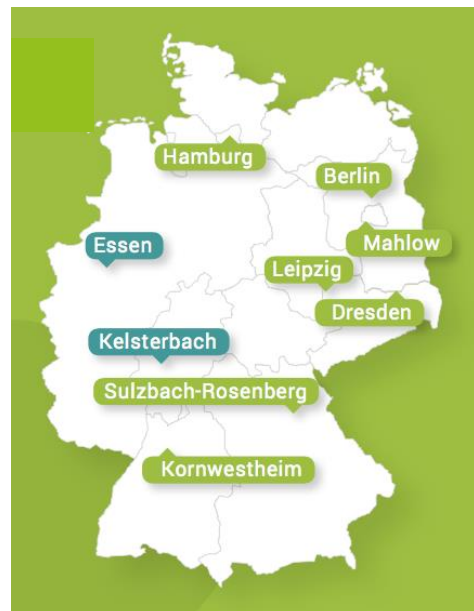 Hamburg
Berlin
Essen
Mahlow
Leipzig
Dresden
Kelsterbach
Sulzbach-Rosenberg
Kornwestheim